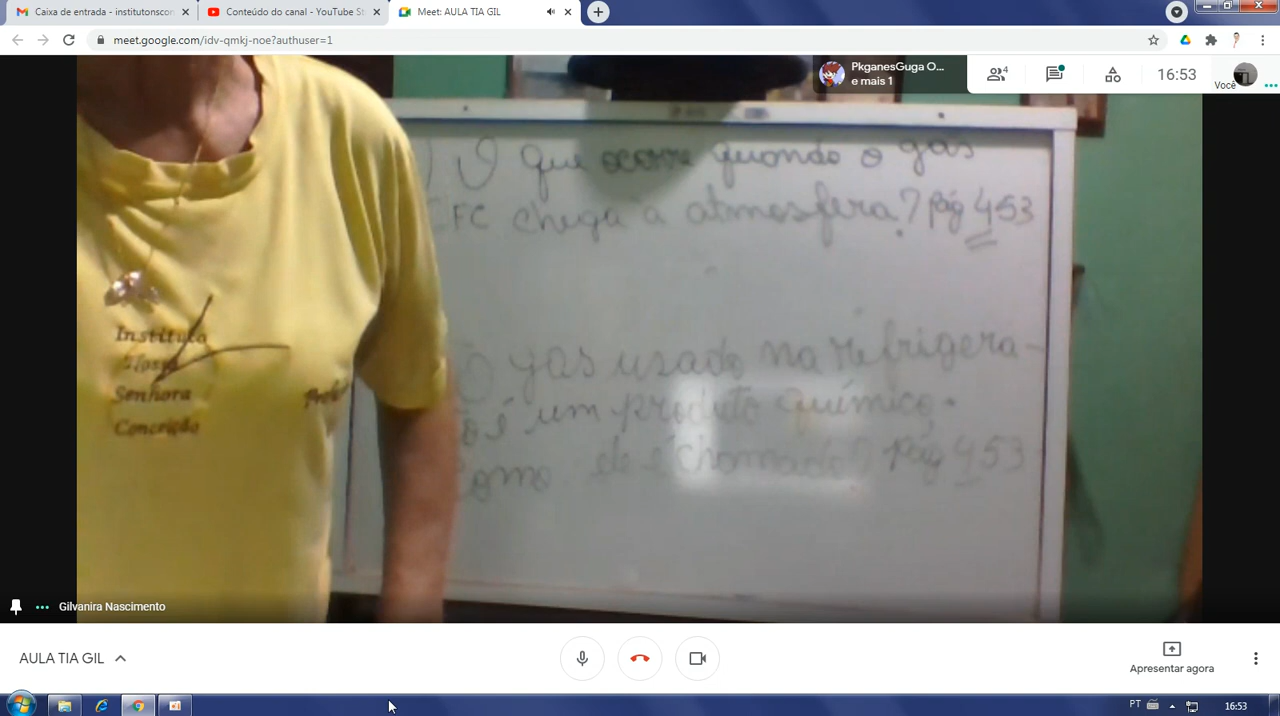 Caixa de entrada - institutonscon
Conteúdo do canal - YouTube St
Meet: AULA TIA GIL
meet.google.com/idv-qmkj-noe?authuser=1
PkganesGuga O...
e mais 1
4
16:53
Você
O que ocorre quando o gás
CFC chega à atmosfera? pág 453
O gás usado na refrigera-
é um produto químico.
Como ele é chamado? pág 453
Instituto
Nossa
Senhora
Conceição
Gilvanira Nascimento
AULA TIA GIL
Apresentar agora
PT
16:53